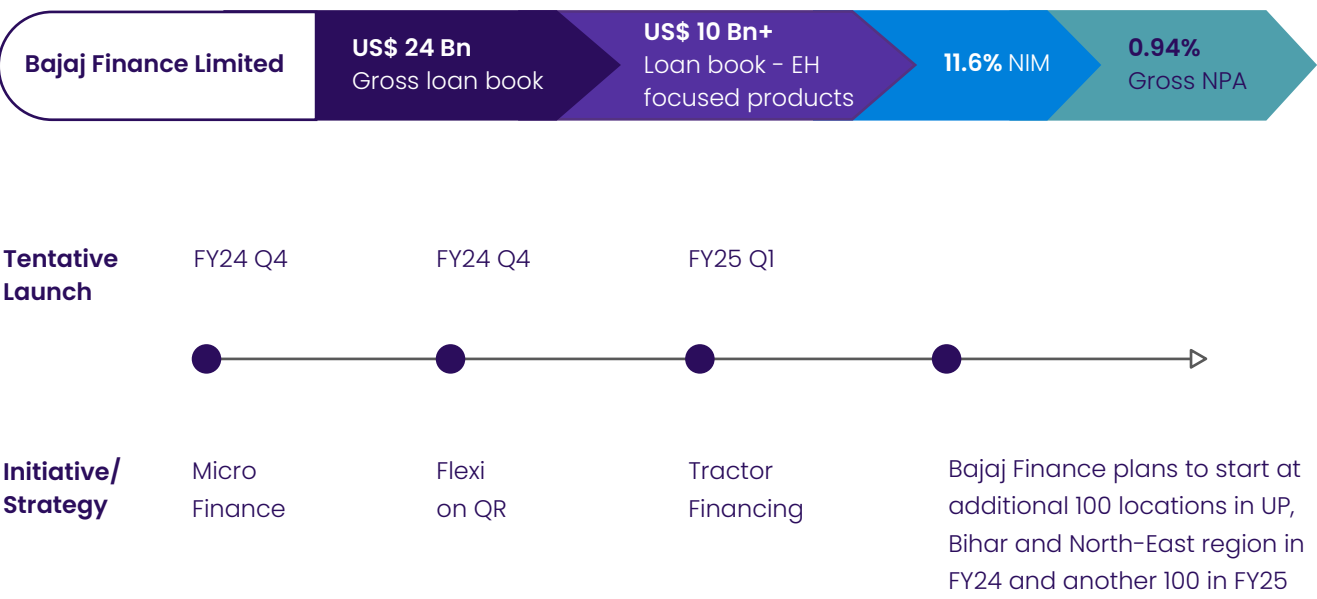 Bajaj Finance Limited
US$ 24 Bn
Gross loan book
US$ 10 Bn+
Loan book - EH
focused products
11.6% NIM
0.94%
Gross NPA
Tentative
Launch
FY24 Q4
FY24 Q4
FY25 Q1
Initiative/
Strategy
Micro
Finance
Flexi
on QR
Tractor
Financing
Bajaj Finance plans to start at
additional 100 locations in UP,
Bihar and North-East region in
FY24 and another 100 in FY25